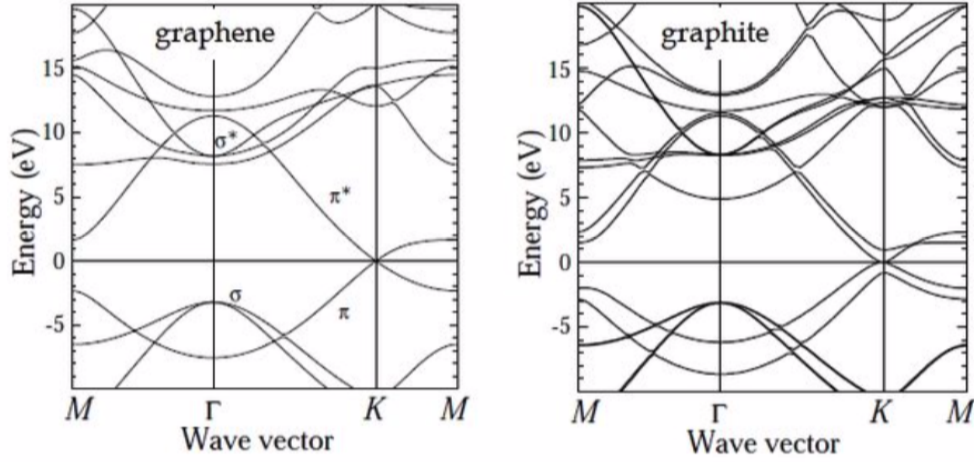 graphene
Energy (eV)
15
10
5
0
-5
σ*
π*
σ
π
M Γ K M
Wave vector
graphite
Energy (eV)
15
10
5
0
-5
M Γ K M
Wave vector